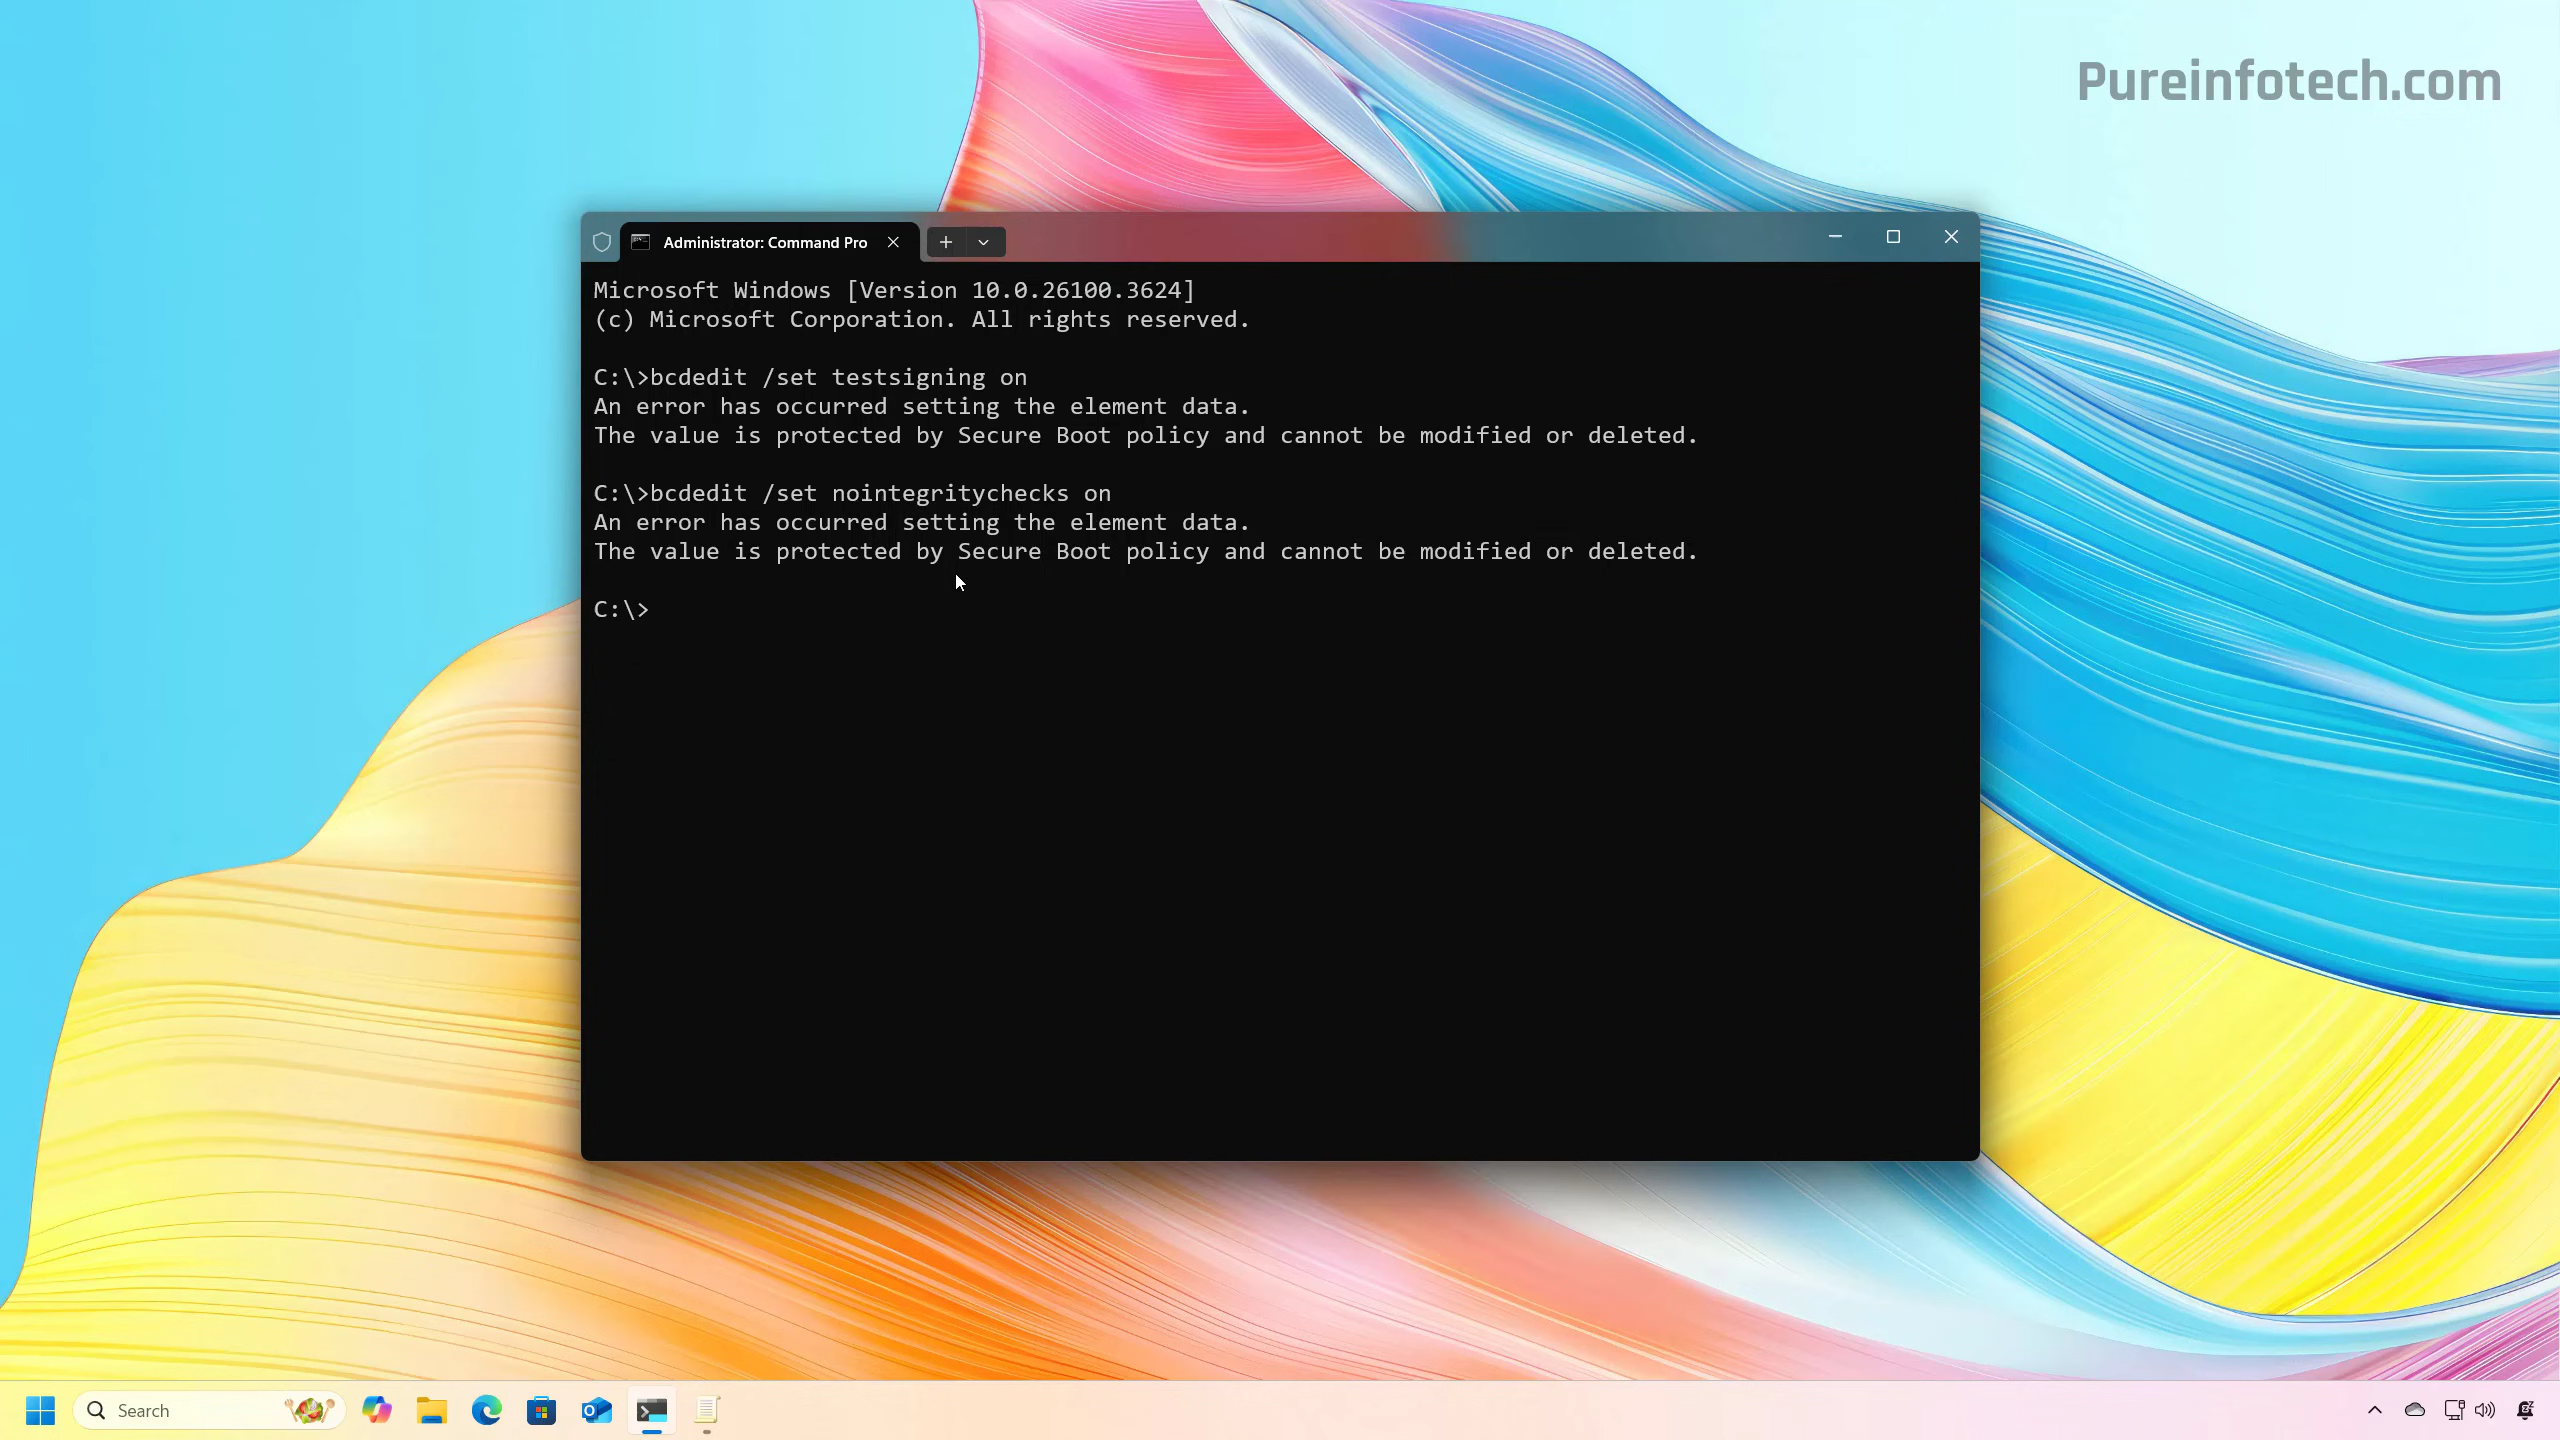 Pureinfotech.com
Administrator: Command Pro
Microsoft Windows [Version 10.0.26100.3624]
(c) Microsoft Corporation. All rights reserved.
C:\>bcdedit /set testsigning on
An error has occurred setting the element data.
The value is protected by Secure Boot policy and cannot be modified or deleted.
C:\>bcdedit /set nointegritychecks on
An error has occurred setting the element data.
The value is protected by Secure Boot policy and cannot be modified or deleted.
C:\>
Search